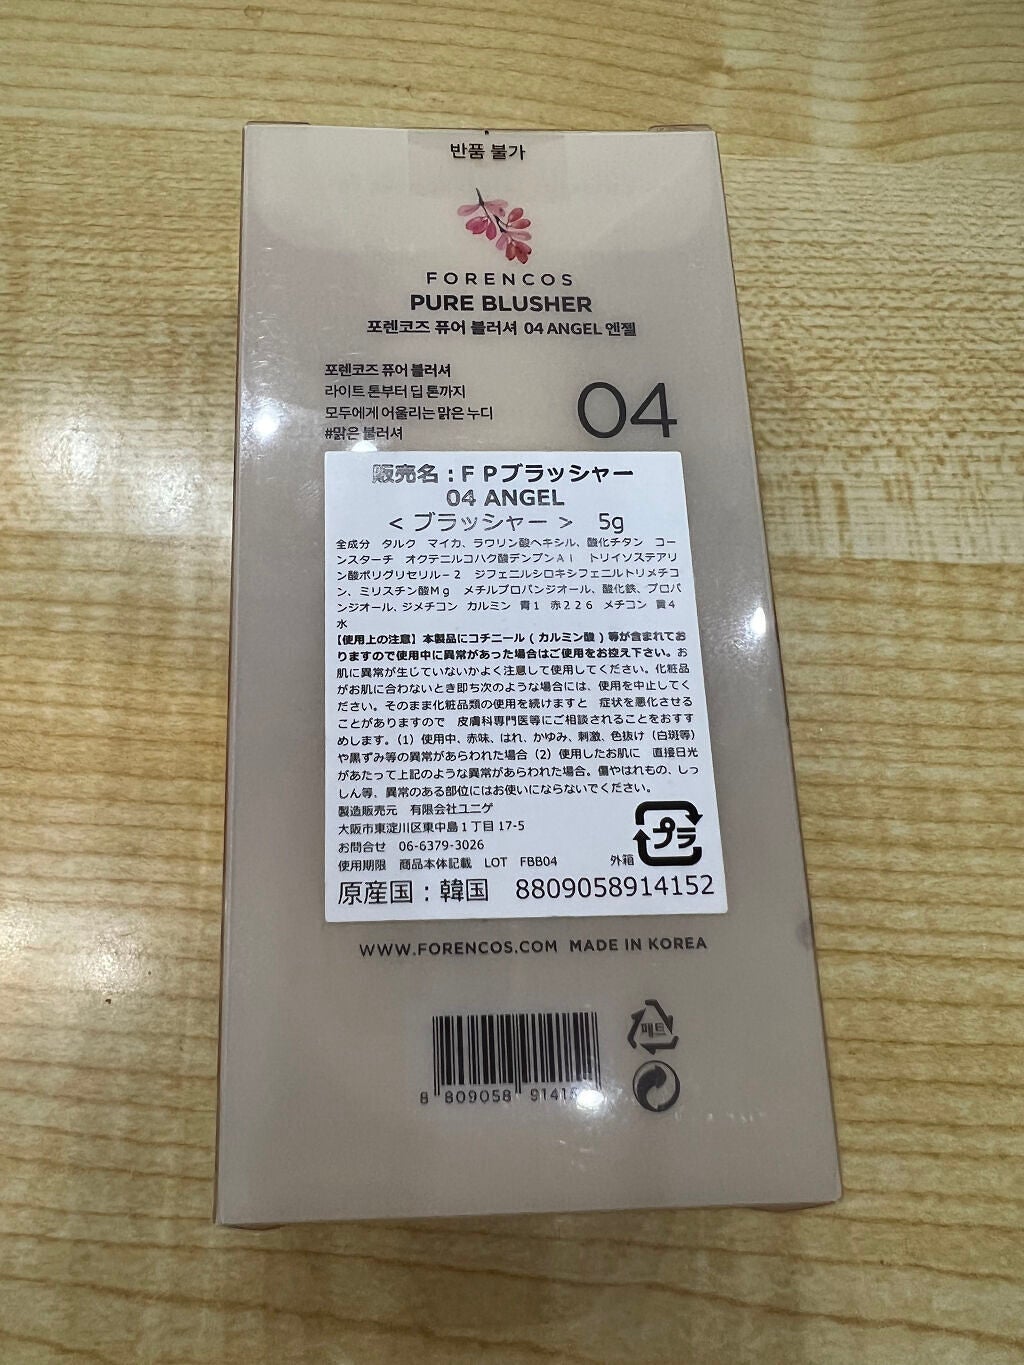 반품 불가
FORENCOS
PURE BLUSHER
포렌코즈 퓨어 블러셔 04 ANGEL 엔젤
포렌코즈 퓨어 블러셔
라이트 톤부터 딥 톤까지
모두에게 어울리는 맑은 누디
#맑은 블러셔
04
販売名：ＦＰブラッシャー
04 ANGEL
＜ ブラッシャー ＞　5g
全成分　タルク　マイカ、ラウリン酸ヘキシル、酸化チタン　コー
ンスターチ　オクテニルコハク酸デンプンＡｌ　トリイソステアリ
ン酸ポリグリセリル－２　ジフェニルシロキシフェニルトリメチコ
ン、ミリスチン酸Ｍｇ　メチルプロパンジオール、酸化鉄、プロパ
ンジオール、ジメチコン　カルミン　青１　赤２２６　メチコン　黄４
水
【使用上の注意】本製品にコチニール ( カルミン酸 ) 等が含まれてお
りますので使用中に異常があった場合はご使用をお控え下さい。お
肌に異常が生じていないかよく注意して使用してください。化粧品
がお肌に合わないとき即ち次のような場合には、使用を中止してく
ださい。そのまま化粧品類の使用を続けますと　症状を悪化させる
ことがありますので　皮膚科専門医等にご相談されることをおすす
めします。(1) 使用中、赤味、はれ、かゆみ、刺激、色抜け (白斑等)
や黒ずみ等の異常があらわれた場合 (2) 使用したお肌に　直接日光
があたって上記のような異常があらわれた場合。傷やはれもの、しっ
しん等、異常のある部位にはお使いにならないでください。
製造販売元　有限会社ユニゲ
大阪市東淀川区東中島１丁目 17-5
お問合せ　06-6379-3026
使用期限　商品本体記載　LOT　FBB04
外箱 プラ
原産国：韓国　8809058914152
WWW.FORENCOS.COM MADE IN KOREA
페트
8 809058 9141